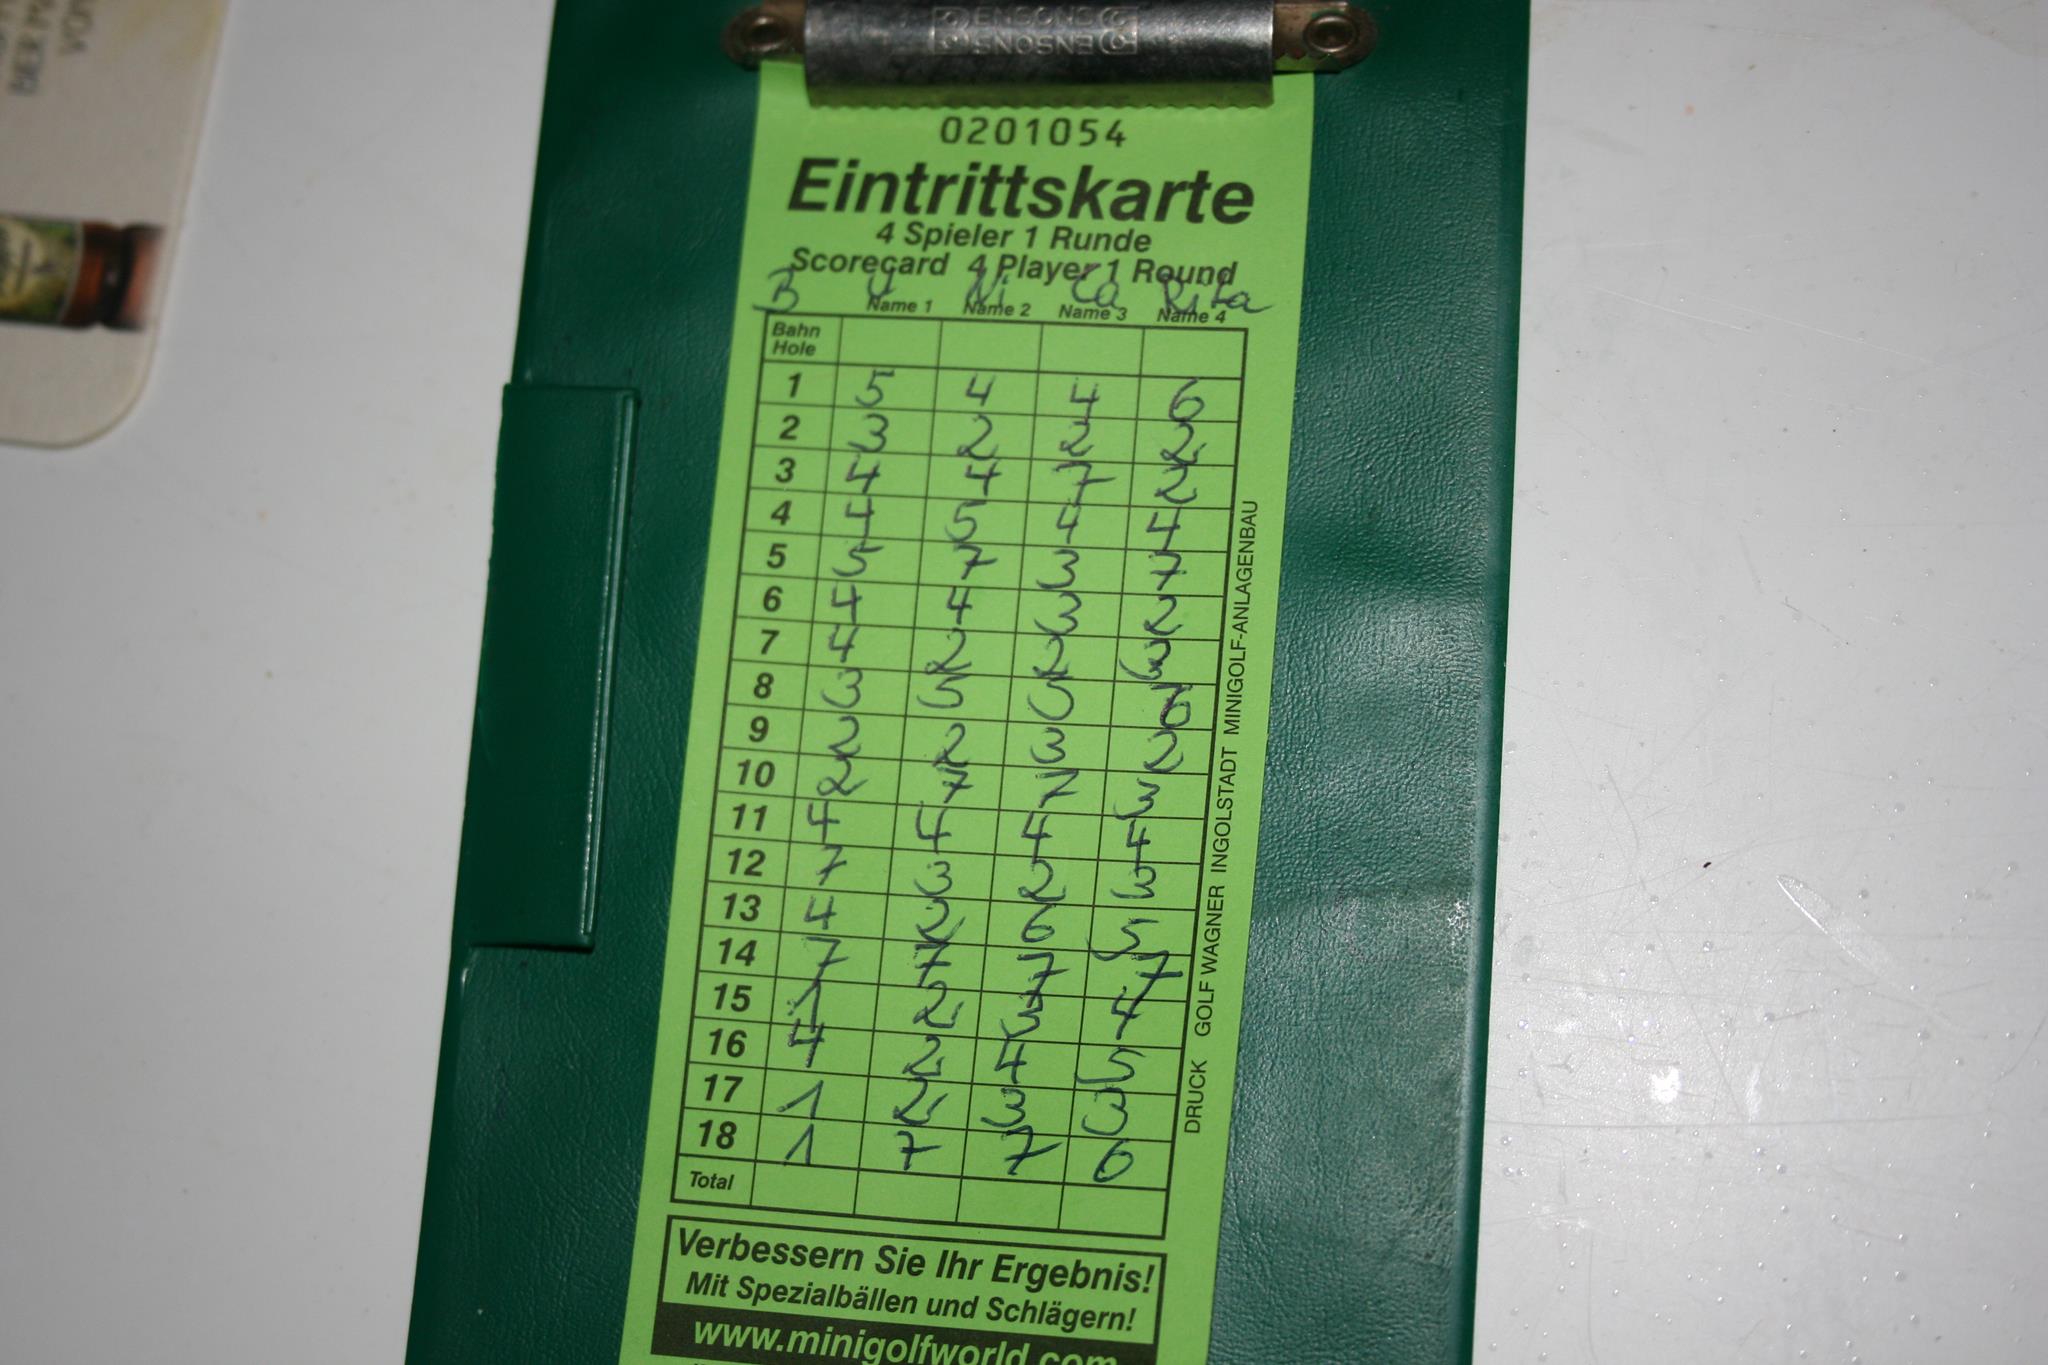 0201054
Eintrittskarte
4 Spieler 1 Runde
Scorecard 4 Player 1 Round
B U Ni Ca Rita
Name 1 Name 2 Name 3 Name 4
Bahn
Hole
1 5 4 4 6
2 3 2 2 2
3 4 4 7 2
4 4 5 4 4
5 5 7 3 7
6 4 4 3 2
7 4 2 2 3
8 3 5 5
9 2 2 3 2
10 2 7 7 3
11 4 4 4 4
12 7 3 2 3
13 4 2 6 5
14 7 7 7 7
15 1 2 3 4
16 4 2 4 5
17 1 2 3 3
18 1 7 7 6
Total
DRUCK GOLF WAGNER INGOLSTADT MINIGOLF-ANLAGENBAU
Verbessern Sie Ihr Ergebnis!
Mit Spezialbällen und Schlägern!
www.minigolfworld.com